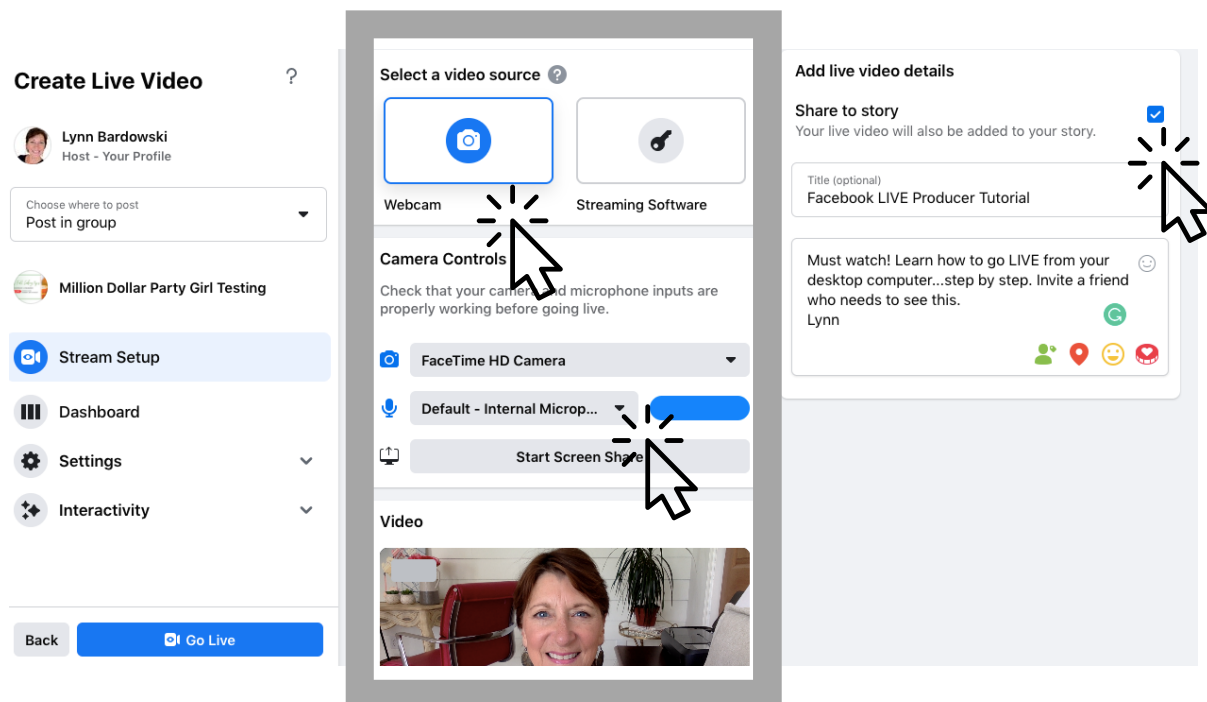 Create Live Video
?
Lynn Bardowski
Host - Your Profile
Choose where to post
Post in group
Million Dollar Party Girl Testing
Stream Setup
Dashboard
Settings
Interactivity
Back
Go Live
Select a video source ?
Webcam
Streaming Software
Camera Controls
Check that your camera and microphone inputs are
properly working before going live.
FaceTime HD Camera
Default - Internal Microp...
Start Screen Share
Video
Add live video details
Share to story
Your live video will also be added to your story.
Title (optional)
Facebook LIVE Producer Tutorial
Must watch! Learn how to go LIVE from your
desktop computer...step by step. Invite a friend
who needs to see this.
Lynn